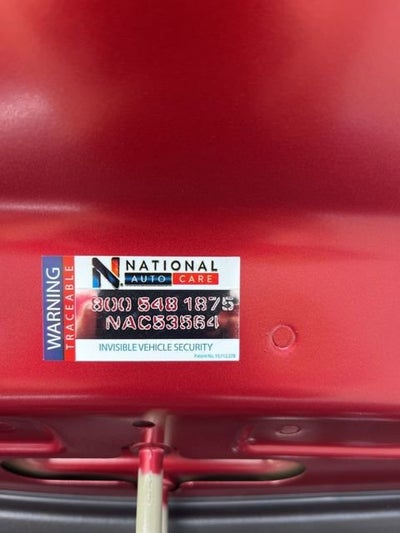 WARNING
TRACEABLE
N. NATIONAL
AUTO CARE
800 548 1875
NAC53564
INVISIBLE VEHICLE SECURITY